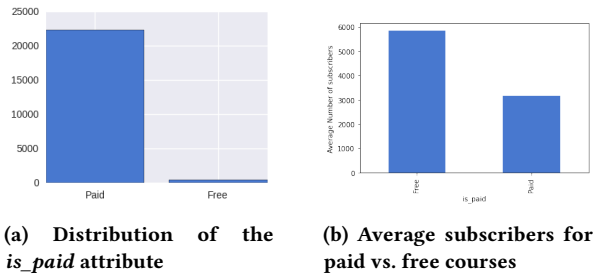 25000
20000
15000
10000
5000
0
Paid
Free
(a) Distribution of the
is_paid attribute
6000
5000
4000
3000
2000
1000
0
Average Number of subscribers
Free
Paid
is_paid
(b) Average subscribers for
paid vs. free courses